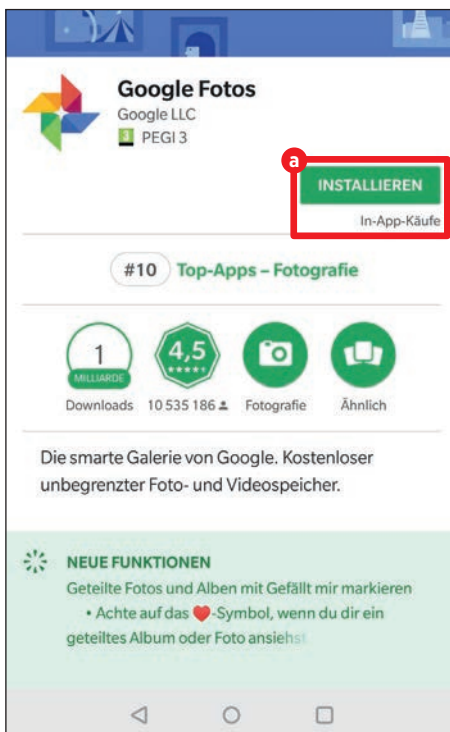 Google Fotos
Google LLC
3 PEGI 3
a
INSTALLIEREN
In-App-Käufe
#10 Top-Apps – Fotografie
1
MILLIARDE
4,5
Downloads 10 535 186 Fotografie Ähnlich
Die smarte Galerie von Google. Kostenloser
unbegrenzter Foto- und Videospeicher.
NEUE FUNKTIONEN
Geteilte Fotos und Alben mit Gefällt mir markieren
• Achte auf das ❤-Symbol, wenn du dir ein
geteiltes Album oder Foto ansiehst